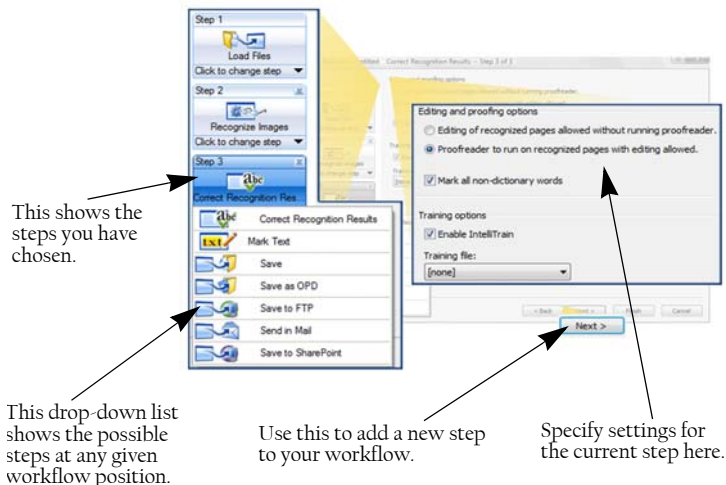 Step 1
Load Files
Click to change step
Step 2
Recognize Images
Click to change step
Step 3
abc
Correct Recognition Res
abc Correct Recognition Results
txt Mark Text
Save
Save as OPD
Save to FTP
Send in Mail
Save to SharePoint
Correct Recognition Results - Step 3 of 3
Editing and proofing options
Editing of recognized pages allowed without running proofreader.
Proofreader to run on recognized pages with editing allowed.
Mark all non-dictionary words
Training options
Enable IntelliTrain
Training file:
[none]
< Back
Finish
Cancel
Next >
This shows the
steps you have
chosen.
This drop-down list
shows the possible
steps at any given
workflow position.
Use this to add a new step
to your workflow.
Specify settings for
the current step here.